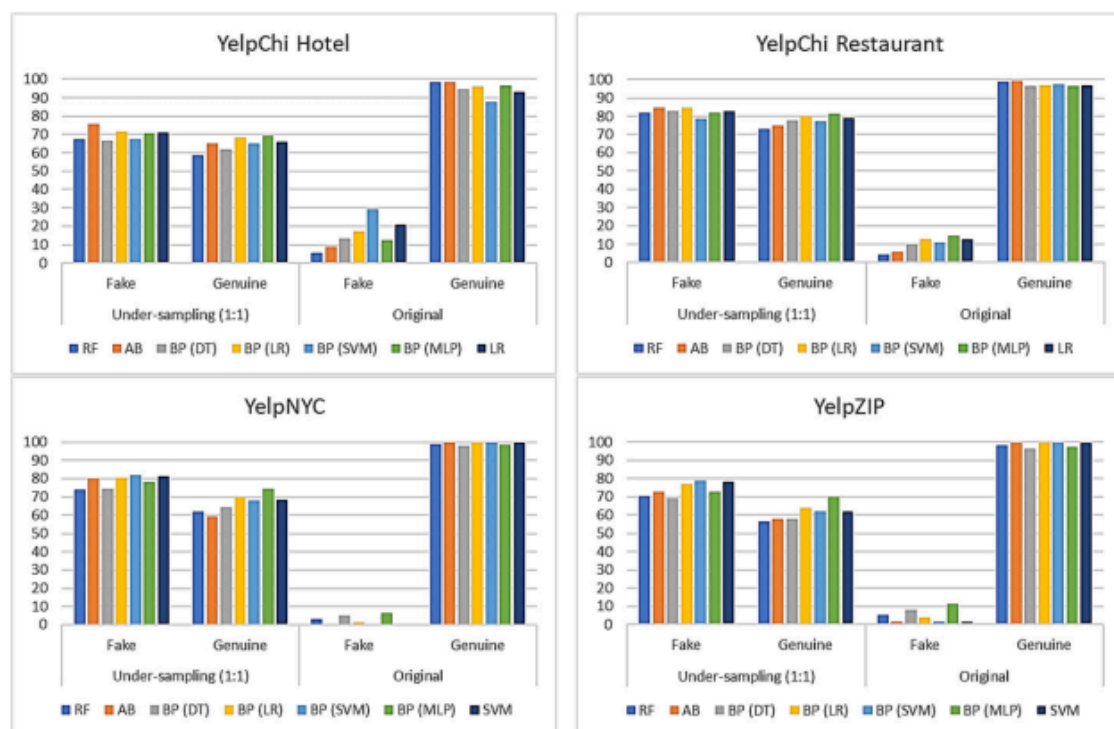 YelpChi Hotel
100
90
80
70
60
50
40
30
20
10
0
Fake Genuine Fake Genuine
Under-sampling (1:1) Original
RF AB BP (DT) BP (LR) BP (SVM) BP (MLP) LR
YelpChi Restaurant
100
90
80
70
60
50
40
30
20
10
0
Fake Genuine Fake Genuine
Under-sampling (1:1) Original
RF AB BP (DT) BP (LR) BP (SVM) BP (MLP) LR
YelpNYC
100
90
80
70
60
50
40
30
20
10
0
Fake Genuine Fake Genuine
Under-sampling (1:1) Original
RF AB BP (DT) BP (LR) BP (SVM) BP (MLP) SVM
YelpZIP
100
90
80
70
60
50
40
30
20
10
0
Fake Genuine Fake Genuine
Under-sampling (1:1) Original
RF AB BP (DT) BP (LR) BP (SVM) BP (MLP) SVM